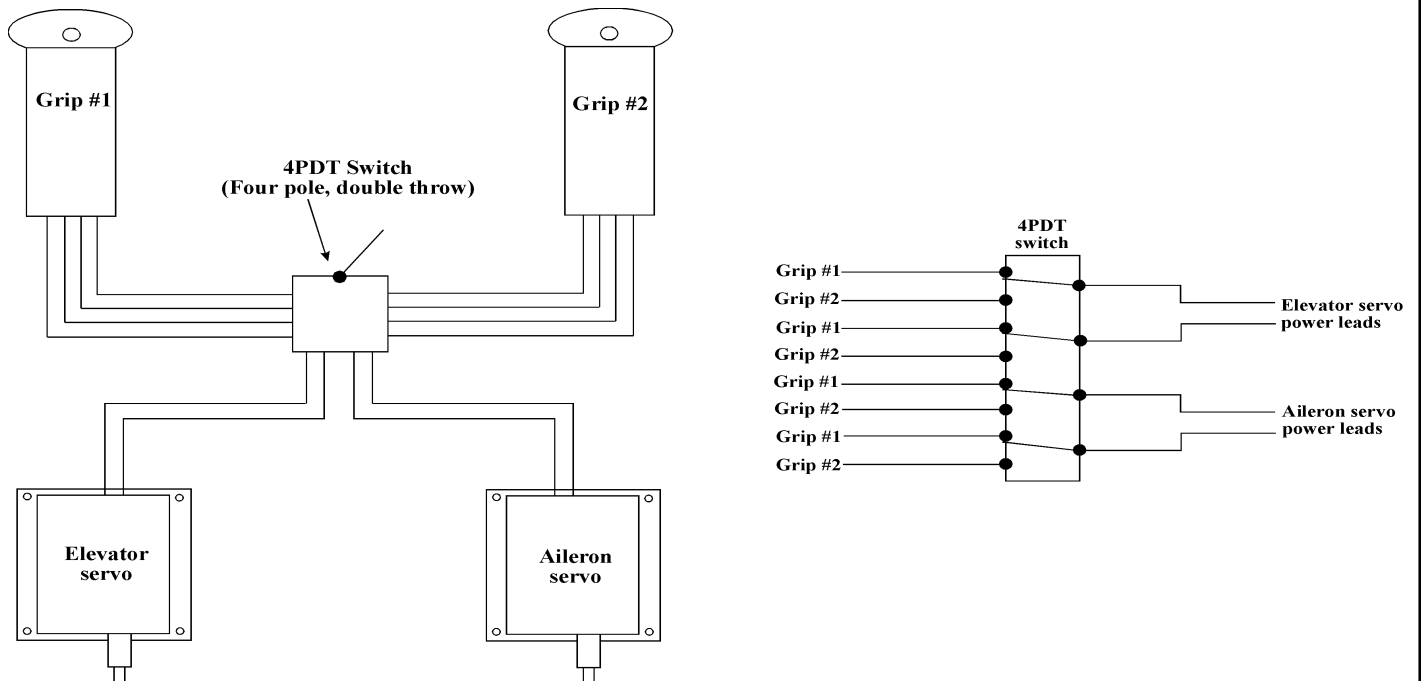 Grip #1
Grip #2
4PDT Switch
(Four pole, double throw)
Elevator
servo
Aileron
servo
4PDT
switch
Grip #1
Grip #2
Grip #1
Grip #2
Grip #1
Grip #2
Grip #1
Grip #2
Elevator servo
power leads
Aileron servo
power leads